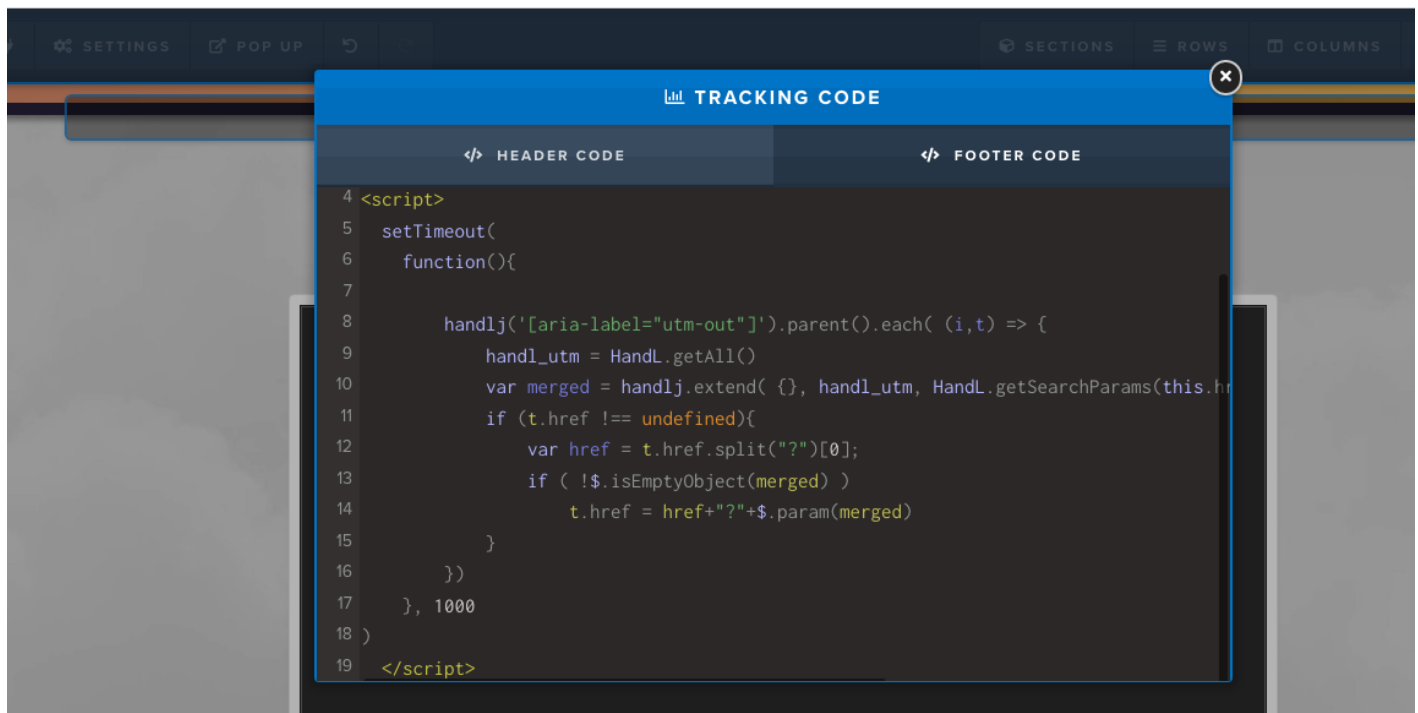 SETTINGS POP UP SECTIONS ROWS COLUMNS
TRACKING CODE
</> HEADER CODE </> FOOTER CODE
4 <script>
5 setTimeout(
6 function(){
7
8 handlj('[aria-label="utm-out"]').parent().each( (i,t) => {
9 handl_utm = HandL.getAll()
10 var merged = handlj.extend( {}, handl_utm, HandL.getSearchParams(this.hr
11 if (t.href !== undefined){
12 var href = t.href.split("?")[0];
13 if ( !$.isEmptyObject(merged) )
14 t.href = href+"?"+$.param(merged)
15 }
16 })
17 }, 1000
18 )
19 </script>